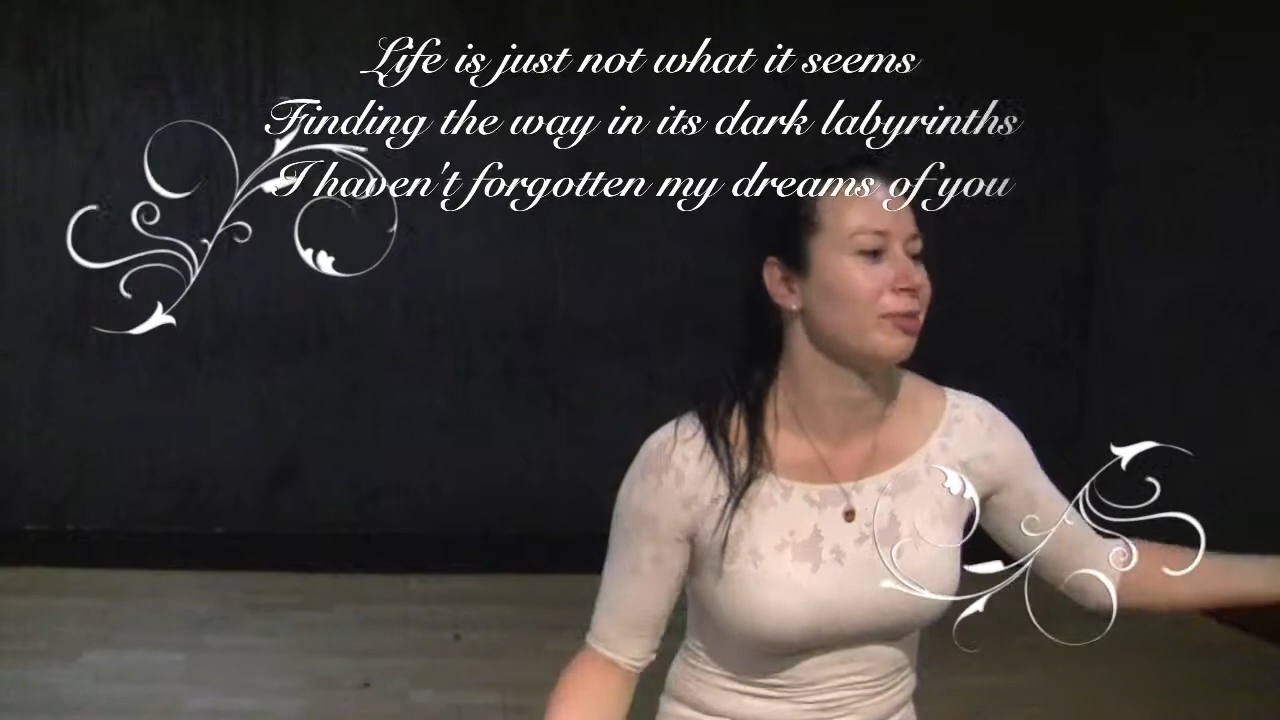 Life is just not what it seems
Finding the way in its dark labyrinths
I haven't forgotten my dreams of you